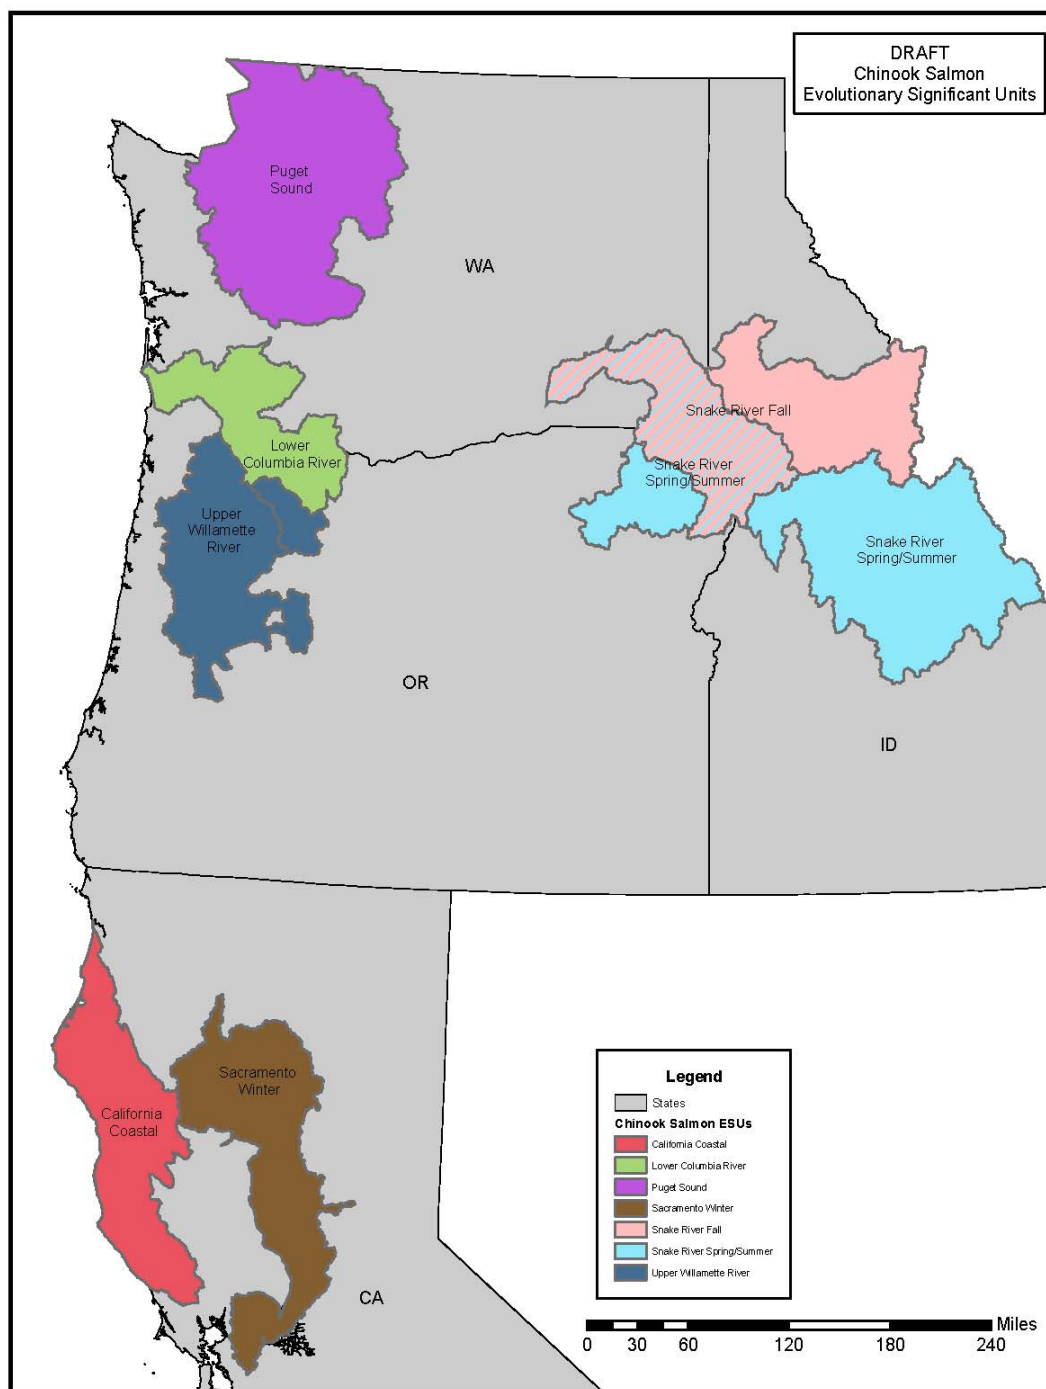 DRAFT
Chinook Salmon
Evolutionary Significant Units
Puget
Sound
WA
Snake River Fall
Lower
Columbia River
Snake River
Spring/Summer
Upper
Willamette
River
Snake River
Spring/Summer
OR
ID
Sacramento
Winter
California
Coastal
CA
Legend
States
Chinook Salmon ESUs
California Coastal
Lower Columbia River
Puget Sound
Sacramento Winter
Snake River Fall
Snake River Spring/Summer
Upper Willamette River
Miles
0 30 60 120 180 240